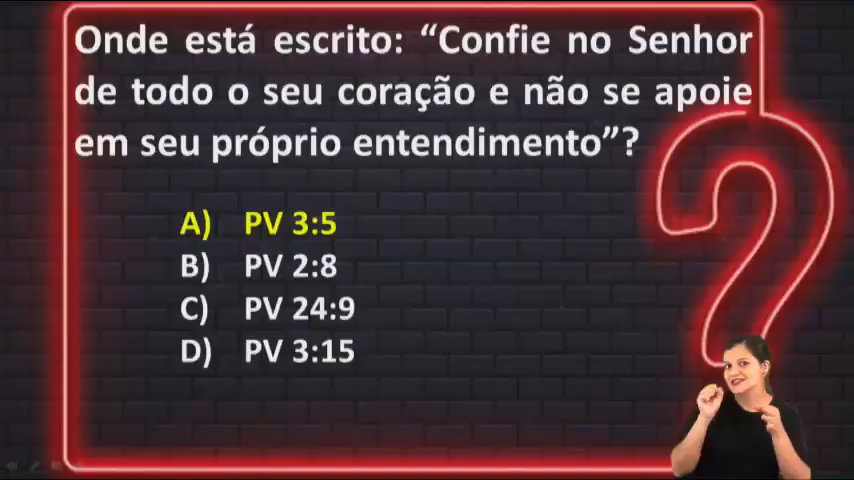 Onde está escrito: “Confie no Senhor
de todo o seu coração e não se apoie
em seu próprio entendimento”?
A) PV 3:5
B) PV 2:8
C) PV 24:9
D) PV 3:15